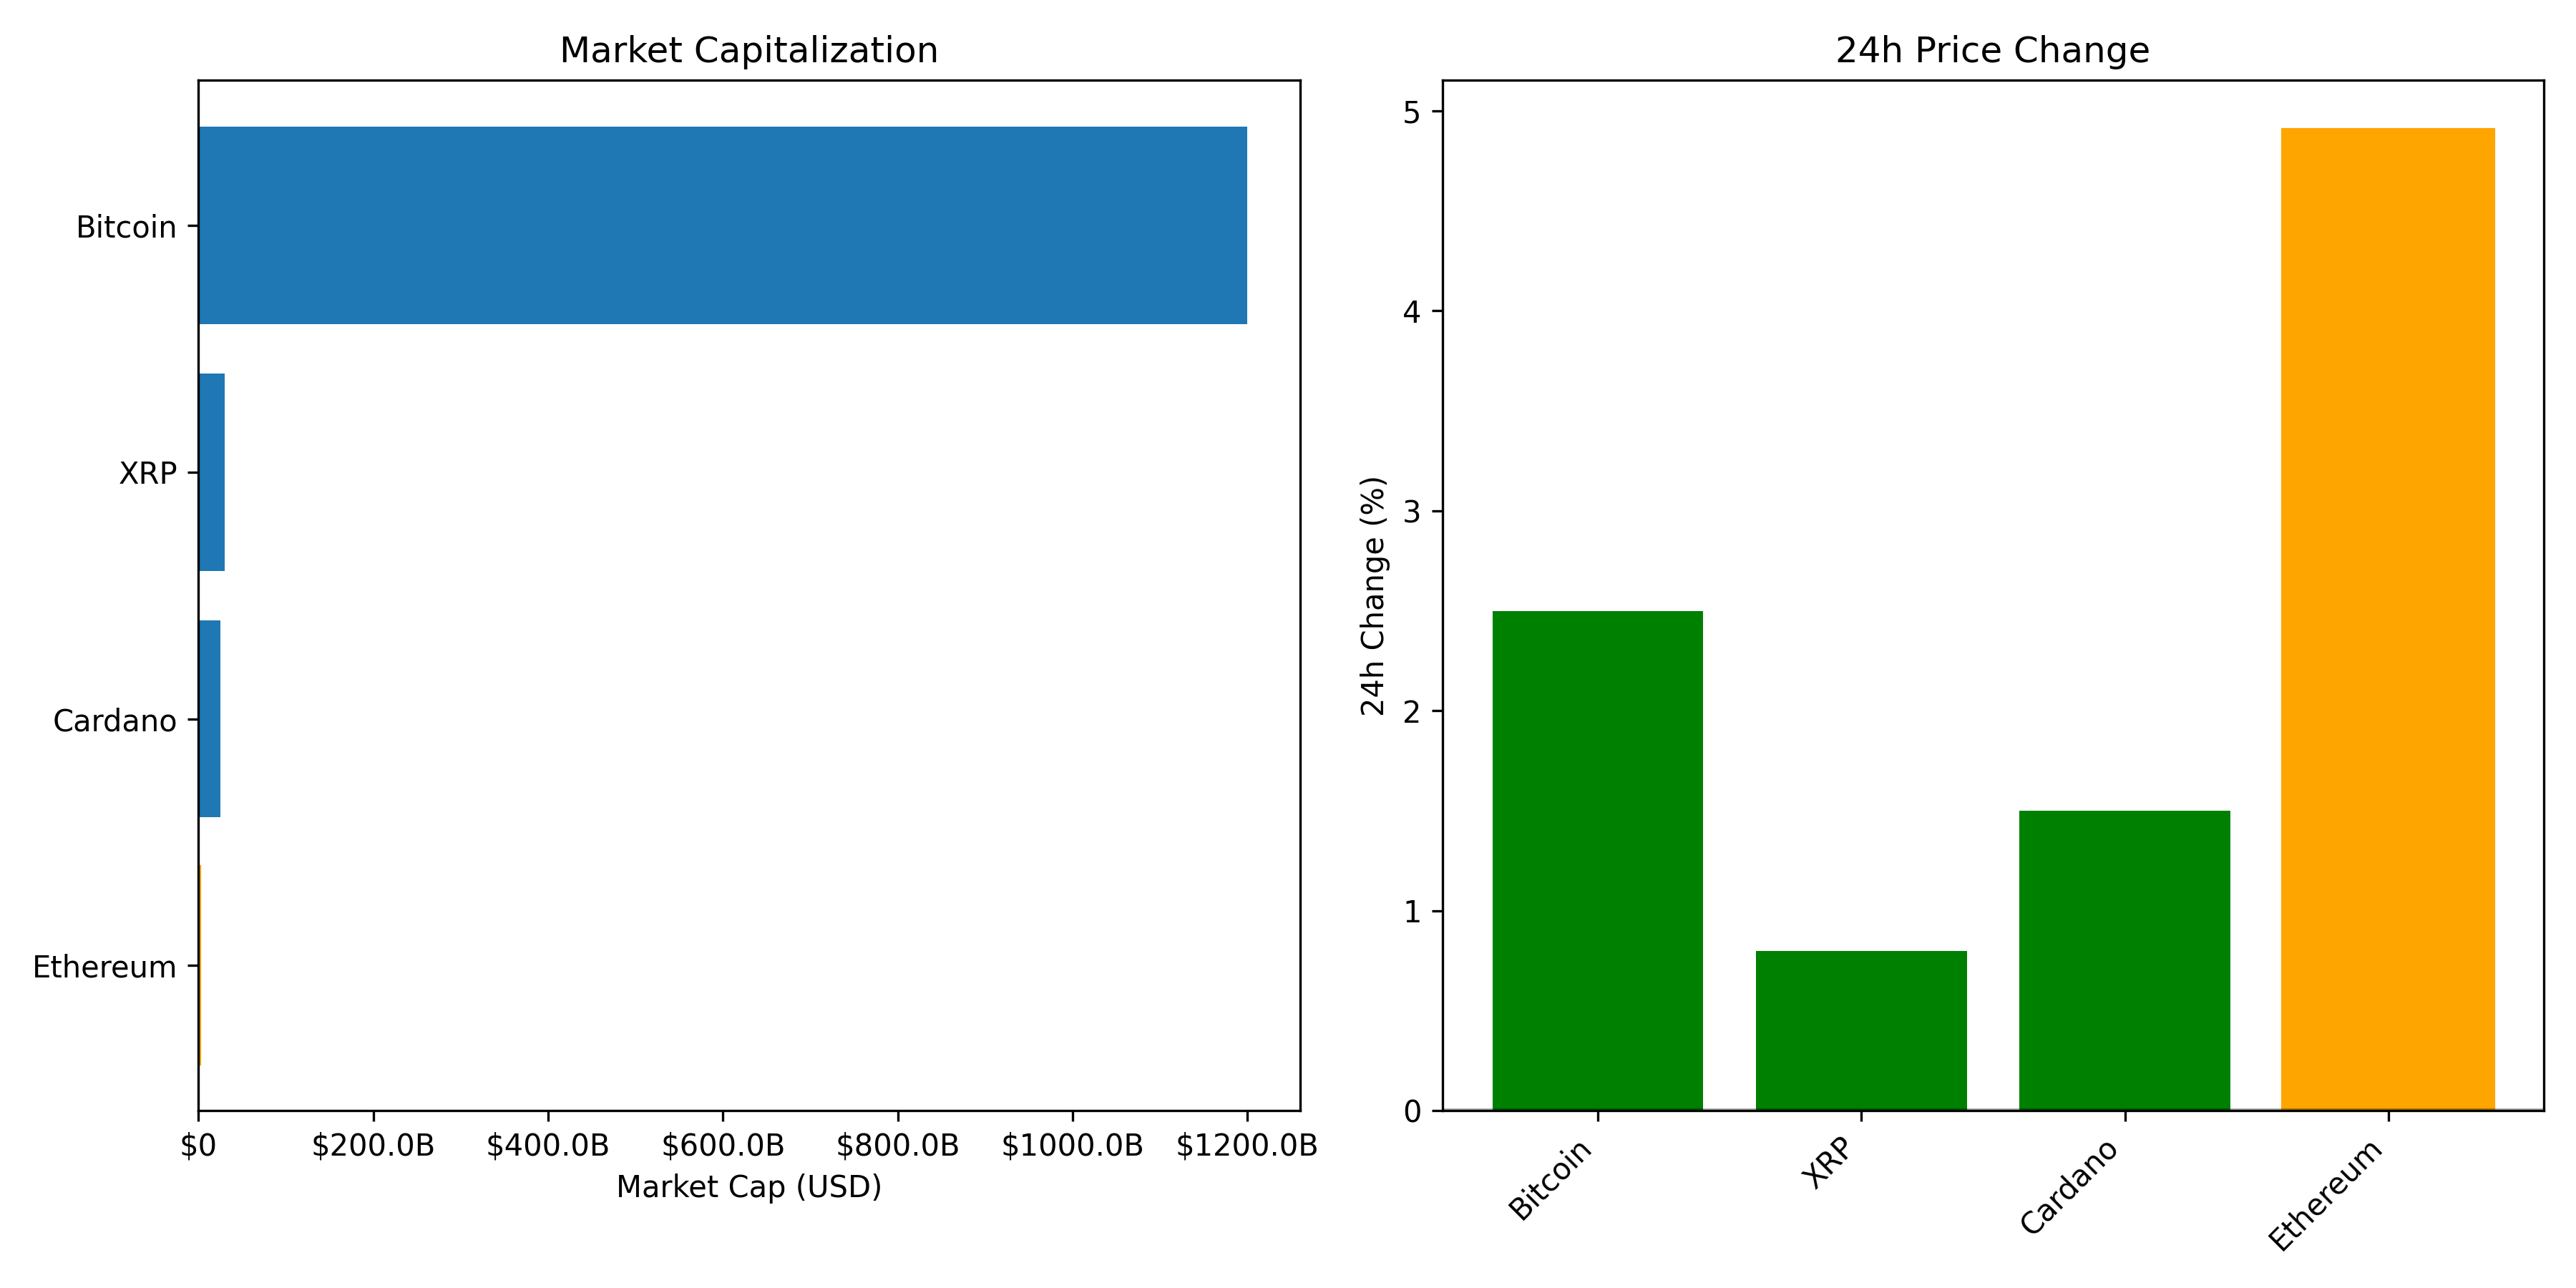 Market Capitalization
Bitcoin
XRP
Cardano
Ethereum
$0 $200.0B $400.0B $600.0B $800.0B $1000.0B $1200.0B
Market Cap (USD)
24h Price Change
24h Change (%)
5
4
3
2
1
0
Bitcoin XRP Cardano Ethereum